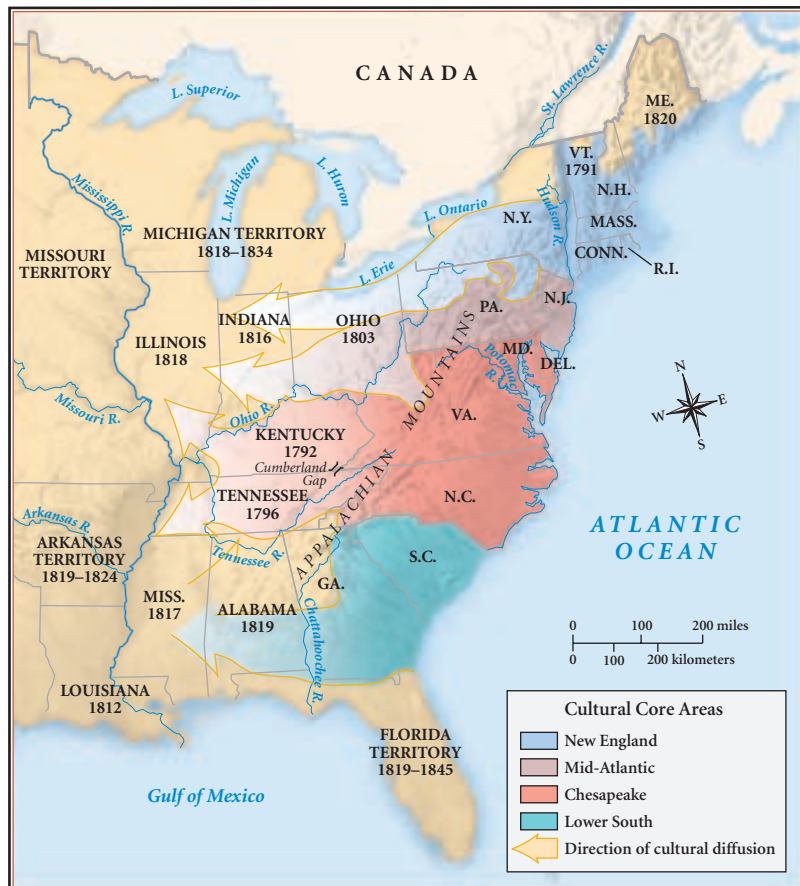 CANADA
L. Superior
St. Lawrence R.
ME.
1820
VT.
1791
N.H.
MASS.
CONN.
R.I.
Hudson R.
N.Y.
L. Ontario
L. Huron
L. Michigan
Mississippi R.
MICHIGAN TERRITORY
1818–1834
MISSOURI
TERRITORY
L. Erie
N.J.
PA.
INDIANA
1816
OHIO
1803
ILLINOIS
1818
MD.
DEL.
Potomac
R.
APPALACHIAN MOUNTAINS
Missouri R.
Ohio R.
VA.
KENTUCKY
1792
Cumberland
Gap
TENNESSEE
1796
N.C.
N
W
E
S
Arkansas R.
ARKANSAS
TERRITORY
1819–1824
Tennessee R.
S.C.
ATLANTIC
OCEAN
GA.
MISS.
1817
ALABAMA
1819
Chattahoochee R.
0 100 200 miles
0 100 200 kilometers
LOUISIANA
1812
FLORIDA
TERRITORY
1819–1845
Gulf of Mexico
Cultural Core Areas
New England
Mid-Atlantic
Chesapeake
Lower South
Direction of cultural diffusion